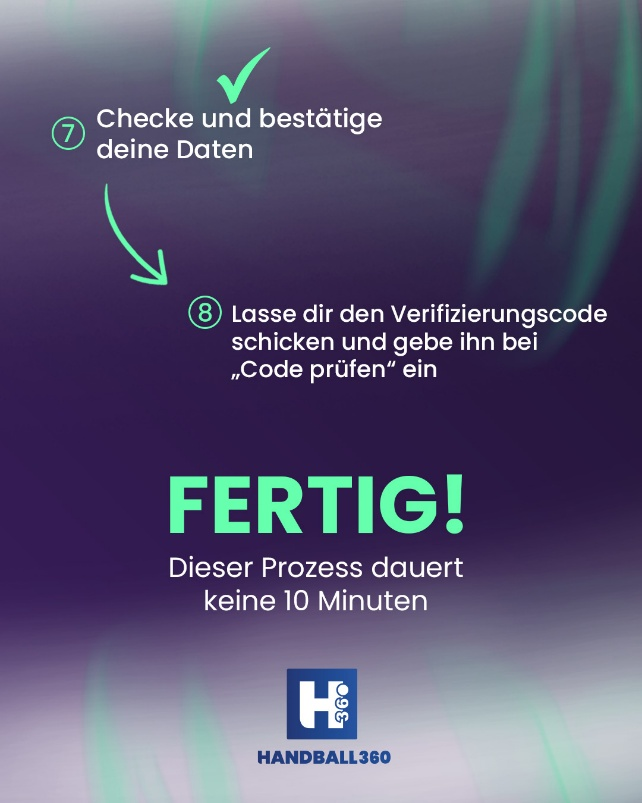 ⑦ Checke und bestätige
deine Daten
⑧ Lasse dir den Verifizierungscode
schicken und gebe ihn bei
„Code prüfen“ ein
FERTIG!
Dieser Prozess dauert
keine 10 Minuten
H 360
HANDBALL360